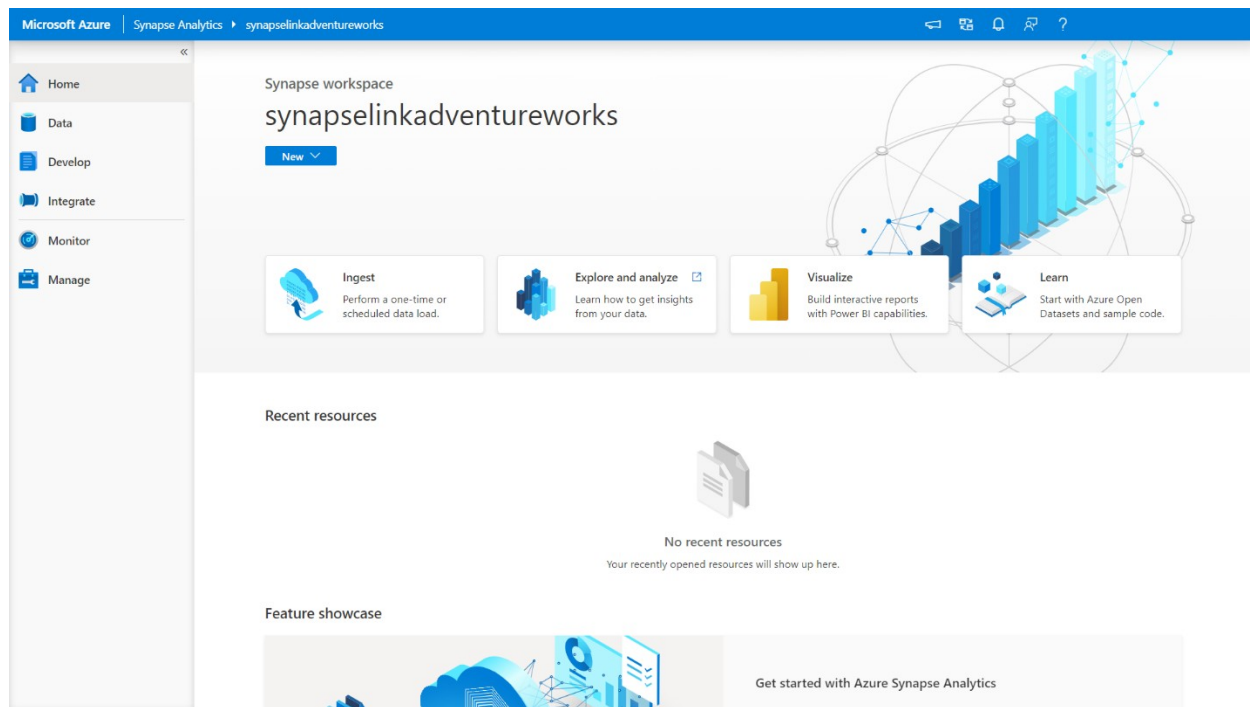 Microsoft Azure
Synapse Analytics
synapselinkadventureworks
«
Home
Data
Develop
Integrate
Monitor
Manage
Synapse workspace
synapselinkadventureworks
New
Ingest
Perform a one-time or
scheduled data load.
Explore and analyze
Learn how to get insights
from your data.
Visualize
Build interactive reports
with Power BI capabilities.
Learn
Start with Azure Open
Datasets and sample code.
Recent resources
No recent resources
Your recently opened resources will show up here.
Feature showcase
Get started with Azure Synapse Analytics